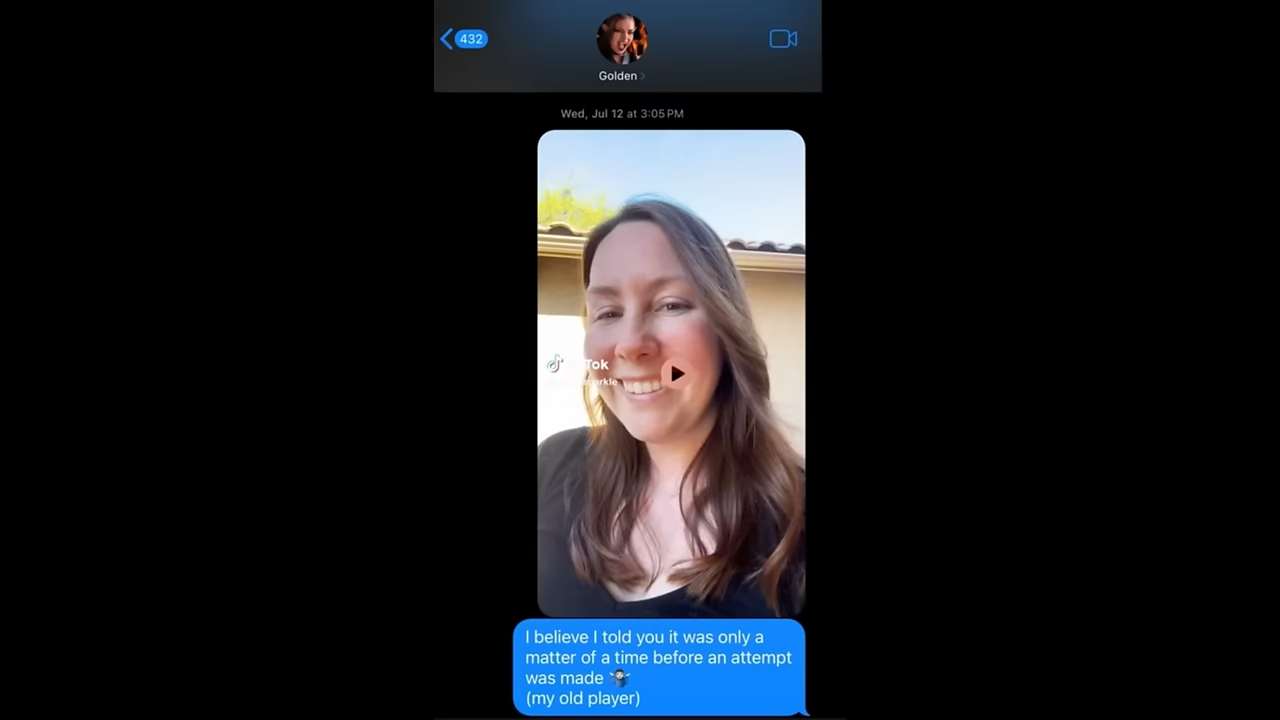 432
Golden
Wed, Jul 12 at 3:05 PM
Tok
I believe I told you it was only a
matter of a time before an attempt
was made 🤷🏻‍♂️
(my old player)